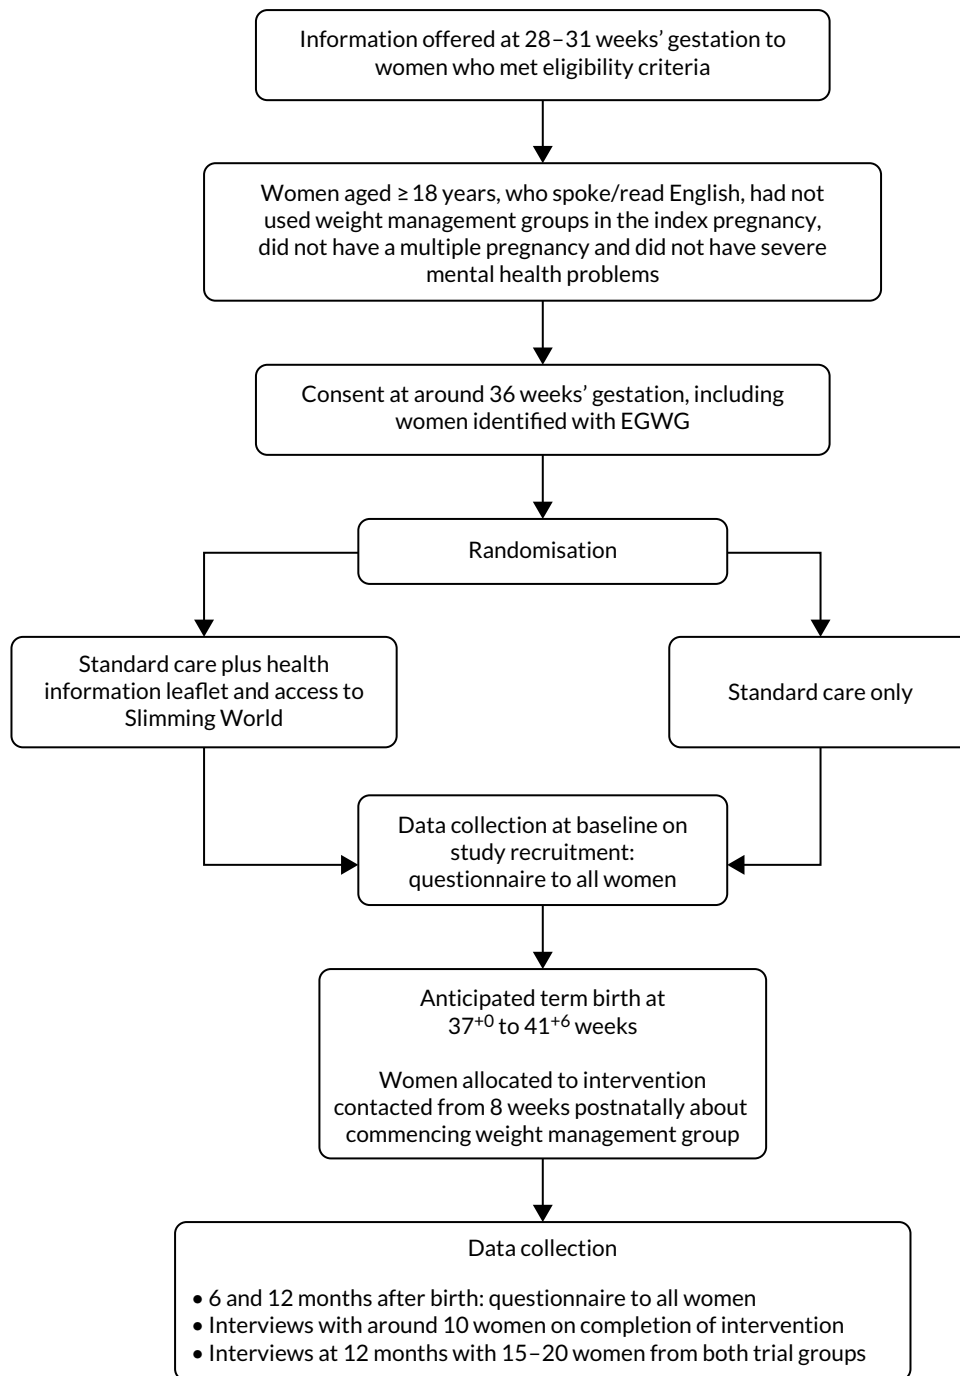 Information offered at 28–31 weeks’ gestation to
women who met eligibility criteria
Women aged ≥ 18 years, who spoke/read English, had not
used weight management groups in the index pregnancy,
did not have a multiple pregnancy and did not have severe
mental health problems
Consent at around 36 weeks’ gestation, including
women identified with EGWG
Randomisation
Standard care plus health
information leaflet and access to
Slimming World
Standard care only
Data collection at baseline on
study recruitment:
questionnaire to all women
Anticipated term birth at
37⁺⁰ to 41⁺⁶ weeks
Women allocated to intervention
contacted from 8 weeks postnatally about
commencing weight management group
Data collection
• 6 and 12 months after birth: questionnaire to all women
• Interviews with around 10 women on completion of intervention
• Interviews at 12 months with 15–20 women from both trial groups